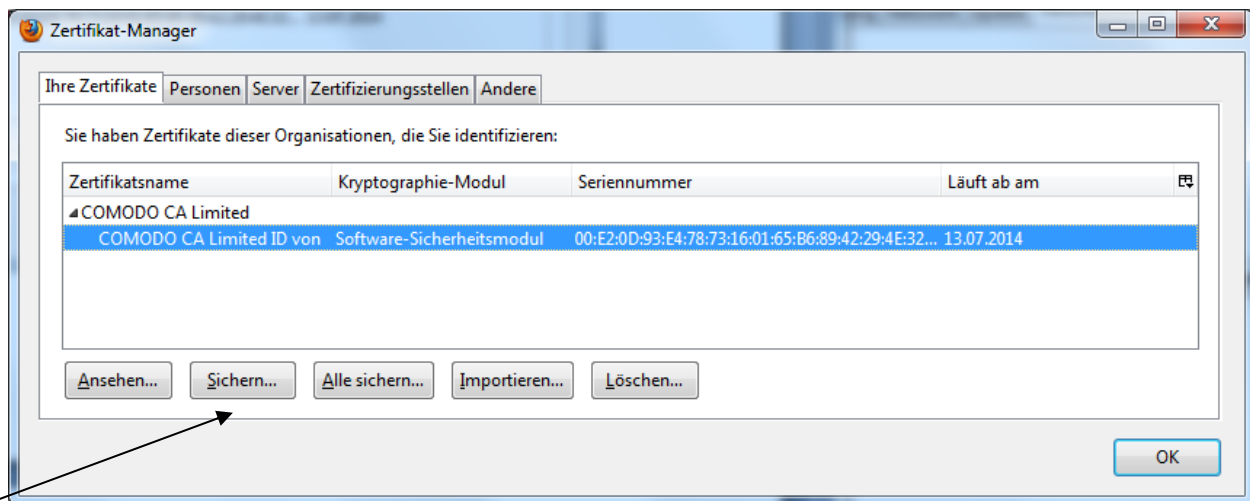 Zertifikat-Manager
Ihre Zertifikate Personen Server Zertifizierungsstellen Andere
Sie haben Zertifikate dieser Organisationen, die Sie identifizieren:
Zertifikatsname Kryptographie-Modul Seriennummer Läuft ab am
COMODO CA Limited
COMODO CA Limited ID von Software-Sicherheitsmodul 00:E2:0D:93:E4:78:73:16:01:65:B6:89:42:29:4E:32... 13.07.2014
Ansehen... Sichern... Alle sichern... Importieren... Löschen...
OK